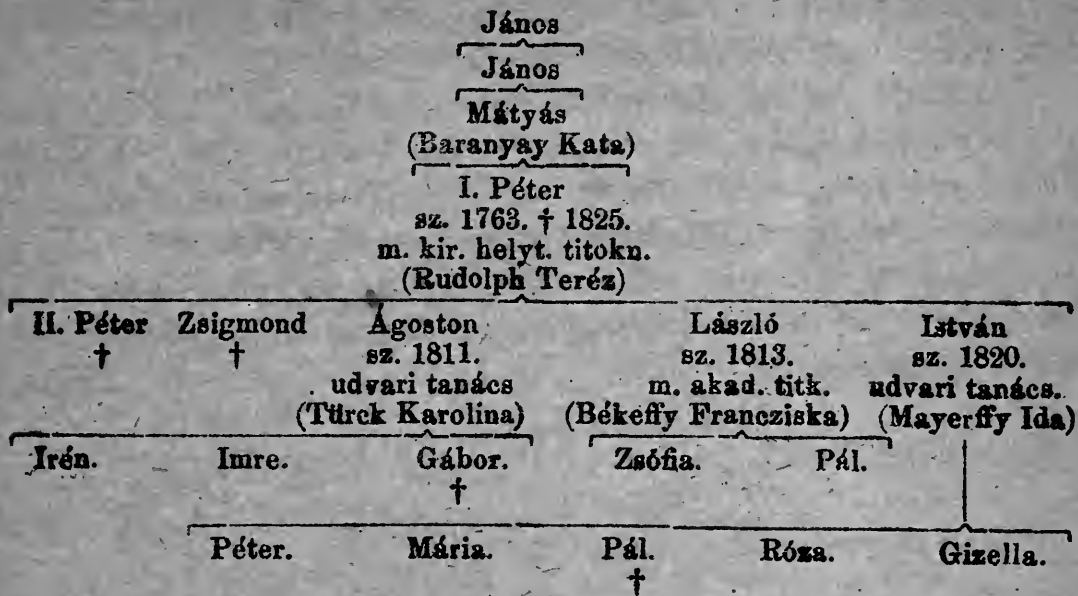 János
János
Mátyás
(Baranyay Kata)
I. Péter
sz. 1763. † 1825.
m. kir. helyt. titokn.
(Rudolph Teréz)
II. Péter Zsigmond Ágoston László István
† † sz. 1811. sz. 1813. sz. 1820.
udvari tanács m. akad. titk. udvari tanács.
(Türck Karolina) (Békeffy Francziska) (Mayerffy Ida)
Irén. Imre. Gábor. Zsófia. Pál.
†
Péter. Mária. Pál. Róza. Gizella.
†